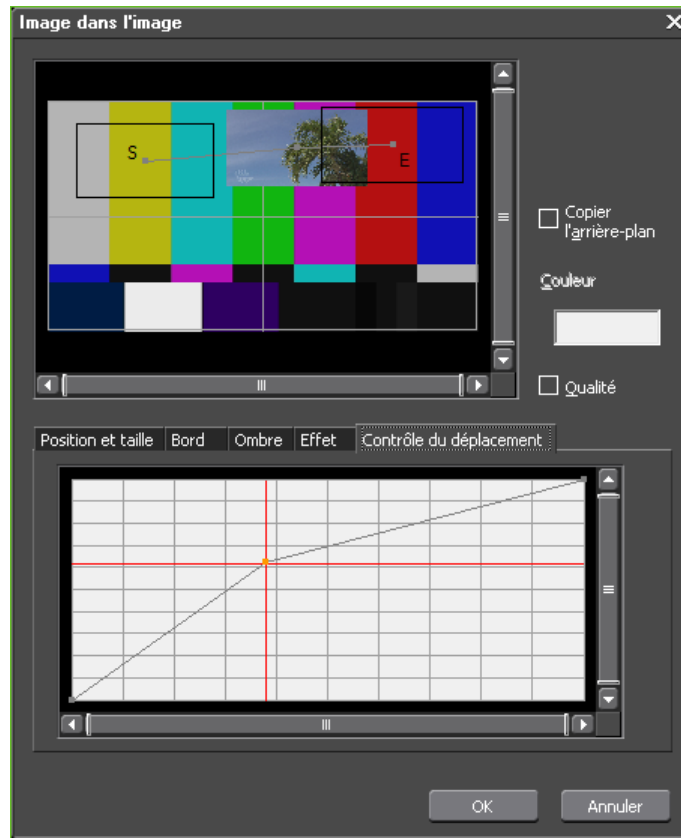 Image dans l'image
S
E
Copier
l'arrière-plan
Couleur
Qualité
Position et taille
Bord
Ombre
Effet
Contrôle du déplacement
OK
Annuler